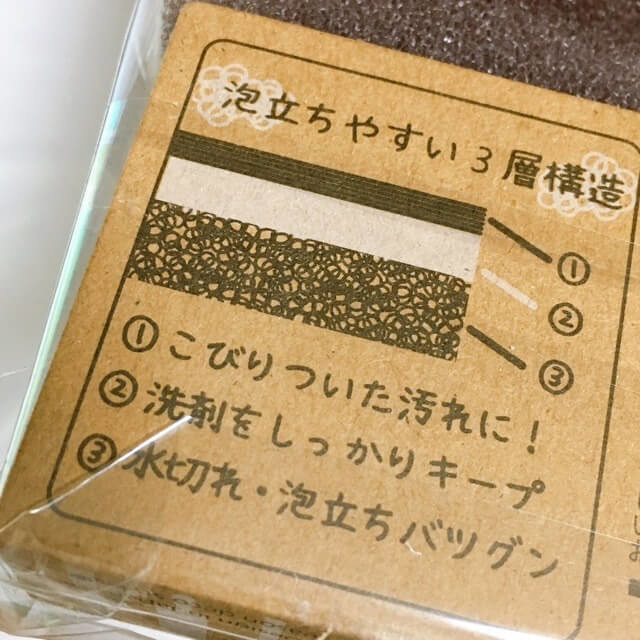 泡立ちやすい3層構造
①
②
③
①こびりついた汚れに!
②洗剤をしっかりキープ
③水切れ・泡立ちバツグン